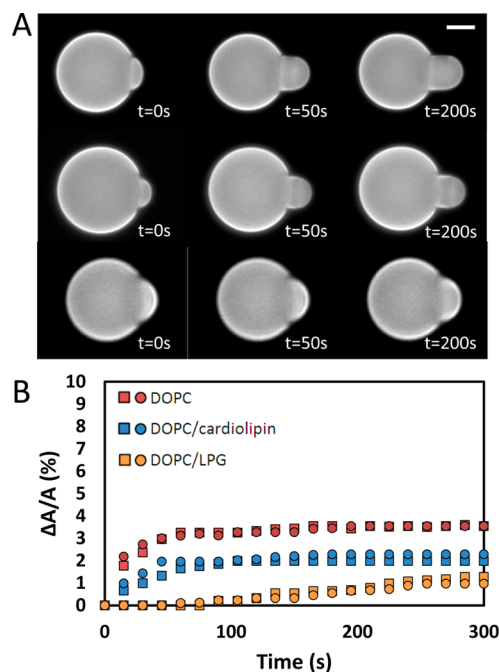 A
t=0s t=50s t=200s
t=0s t=50s t=200s
t=0s t=50s t=200s
B
10
9
8
7
6
5
4
3
2
1
0
ΔA/A (%)
DOPC
DOPC/cardiolipin
DOPC/LPG
0 100 200 300
Time (s)